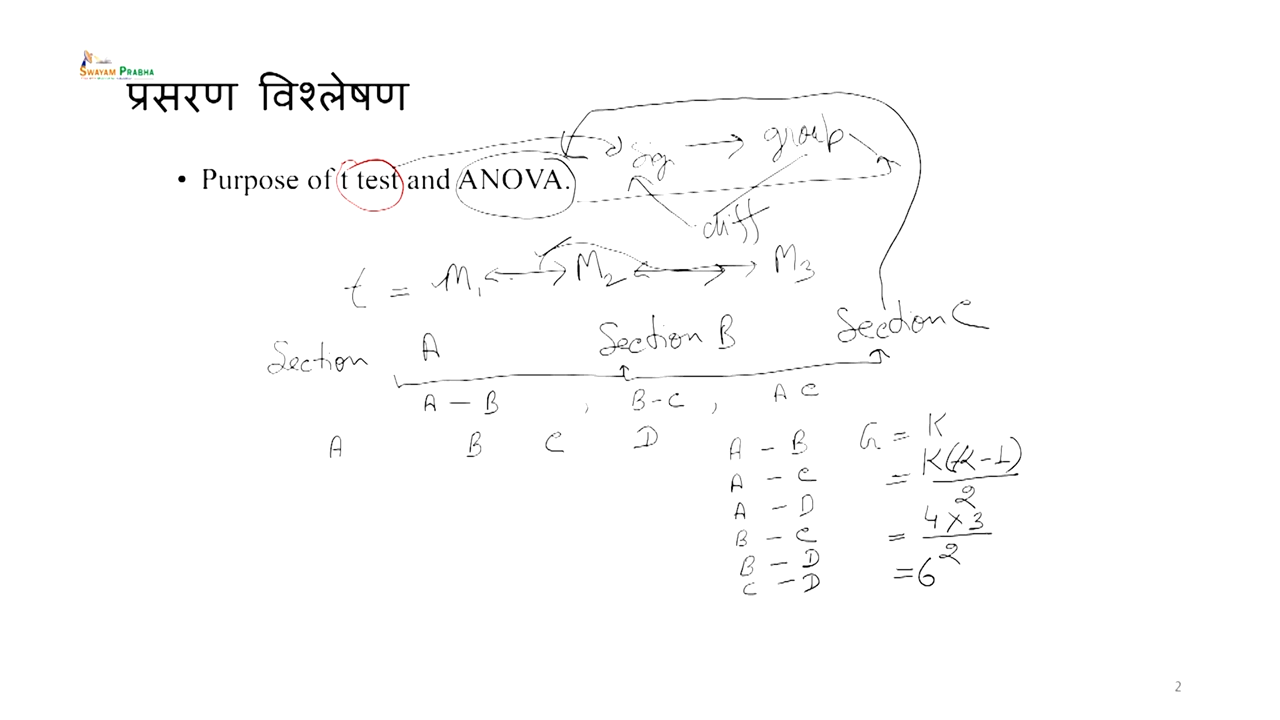 SWAYAM PRABHA
प्रसरण विश्लेषण
• Purpose of t test and ANOVA.
sig → group
diff
t = M1 ↔ M2 ↔ M3
Section A Section B Section C
A – B , B – C , A C
A B C D
A – B
A – C
A – D
B – C
B – D
C – D
G = K
= K(K-1)/2
= 4 x 3/2
= 6
2